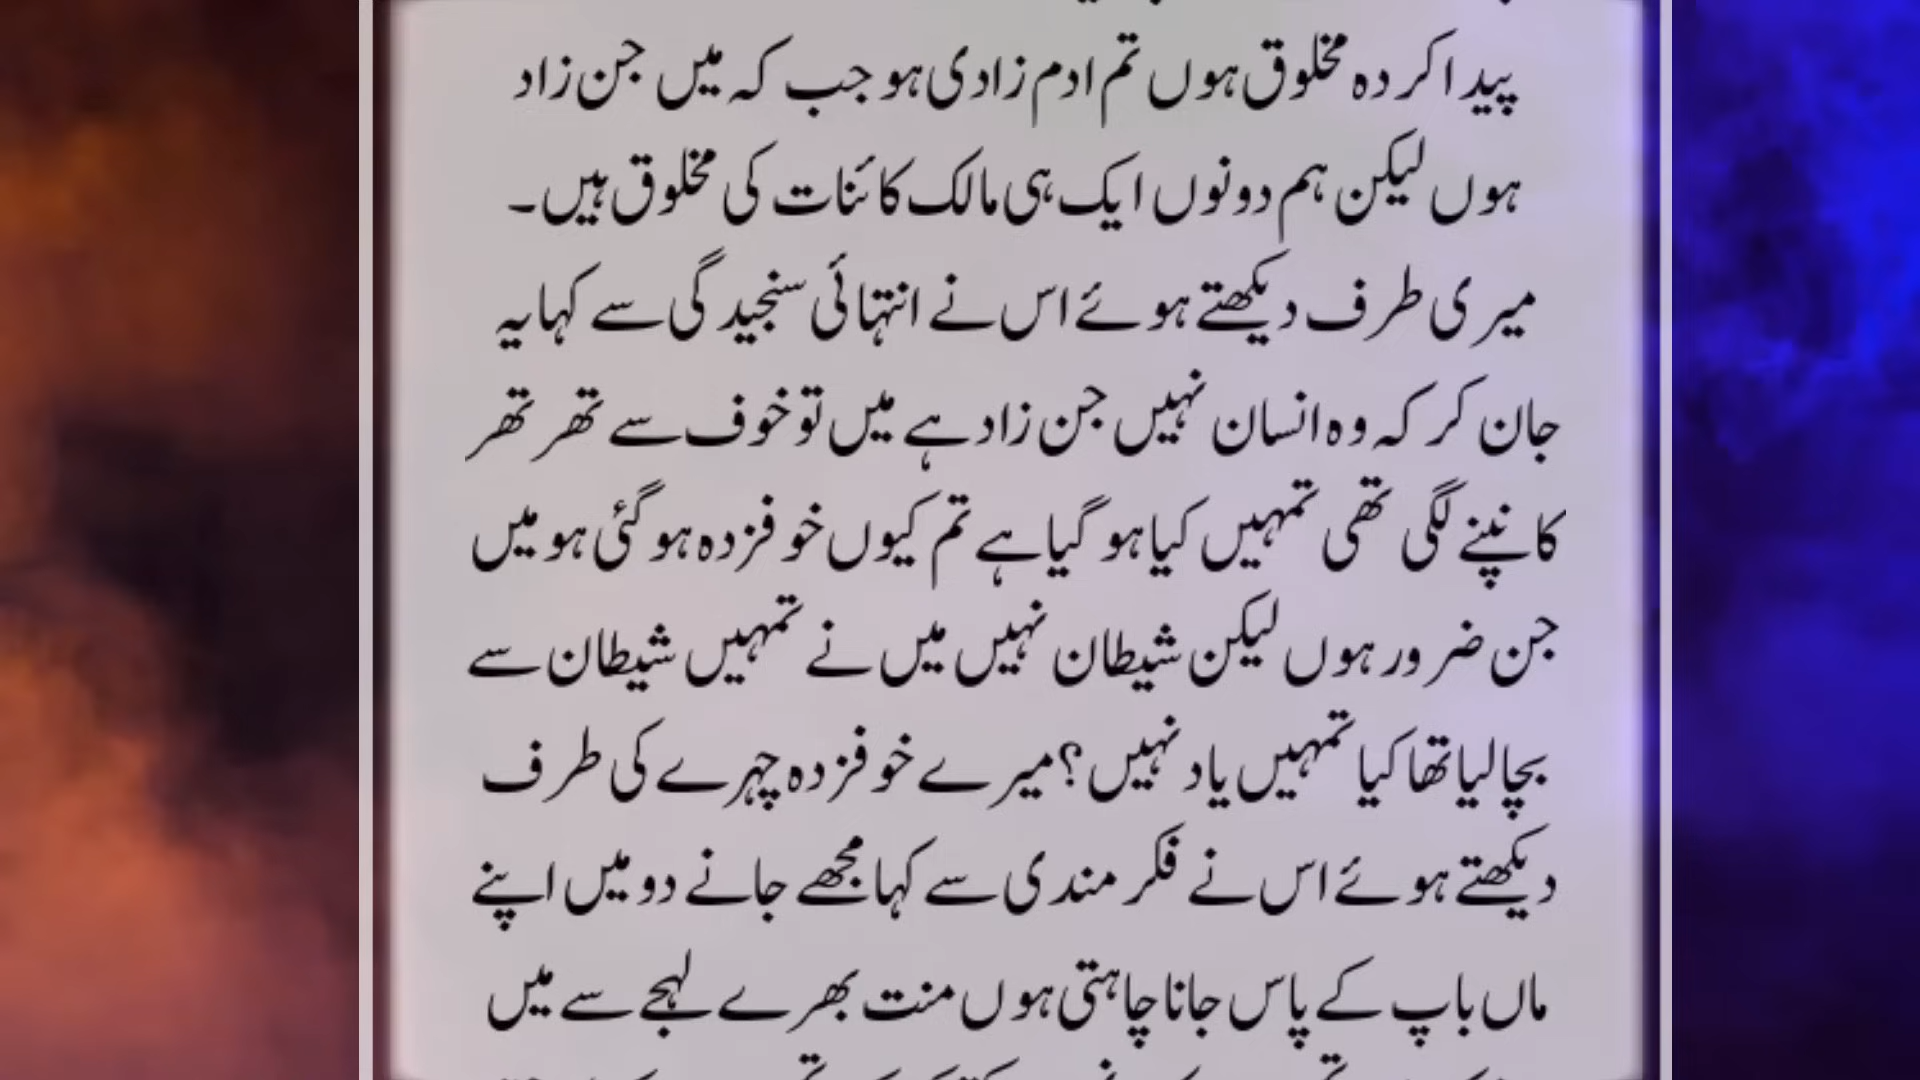 پیدا کردہ مخلوق ہوں تم ادم زادی ہو جب کہ میں جن زاد
ہوں لیکن ہم دونوں ایک ہی مالک کائنات کی مخلوق ہیں۔
میری طرف دیکھتے ہوئے اس نے انتہائی سنجیدگی سے کہا یہ
جان کر کہ وہ انسان نہیں جن زاد ہے میں تو خوف سے تھر تھر
کانپنے لگی تھی تمہیں کیا ہو گیا ہے تم کیوں خوفزدہ ہو گئی ہو میں
جن ضرور ہوں لیکن شیطان نہیں میں نے تمہیں شیطان سے
بچا لیا تھا کیا تمہیں یاد نہیں؟ میرے خوفزدہ چہرے کی طرف
دیکھتے ہوئے اس نے فکر مندی سے کہا مجھے جانے دو میں اپنے
ماں باپ کے پاس جانا چاہتی ہوں منت بھرے لہجے سے میں